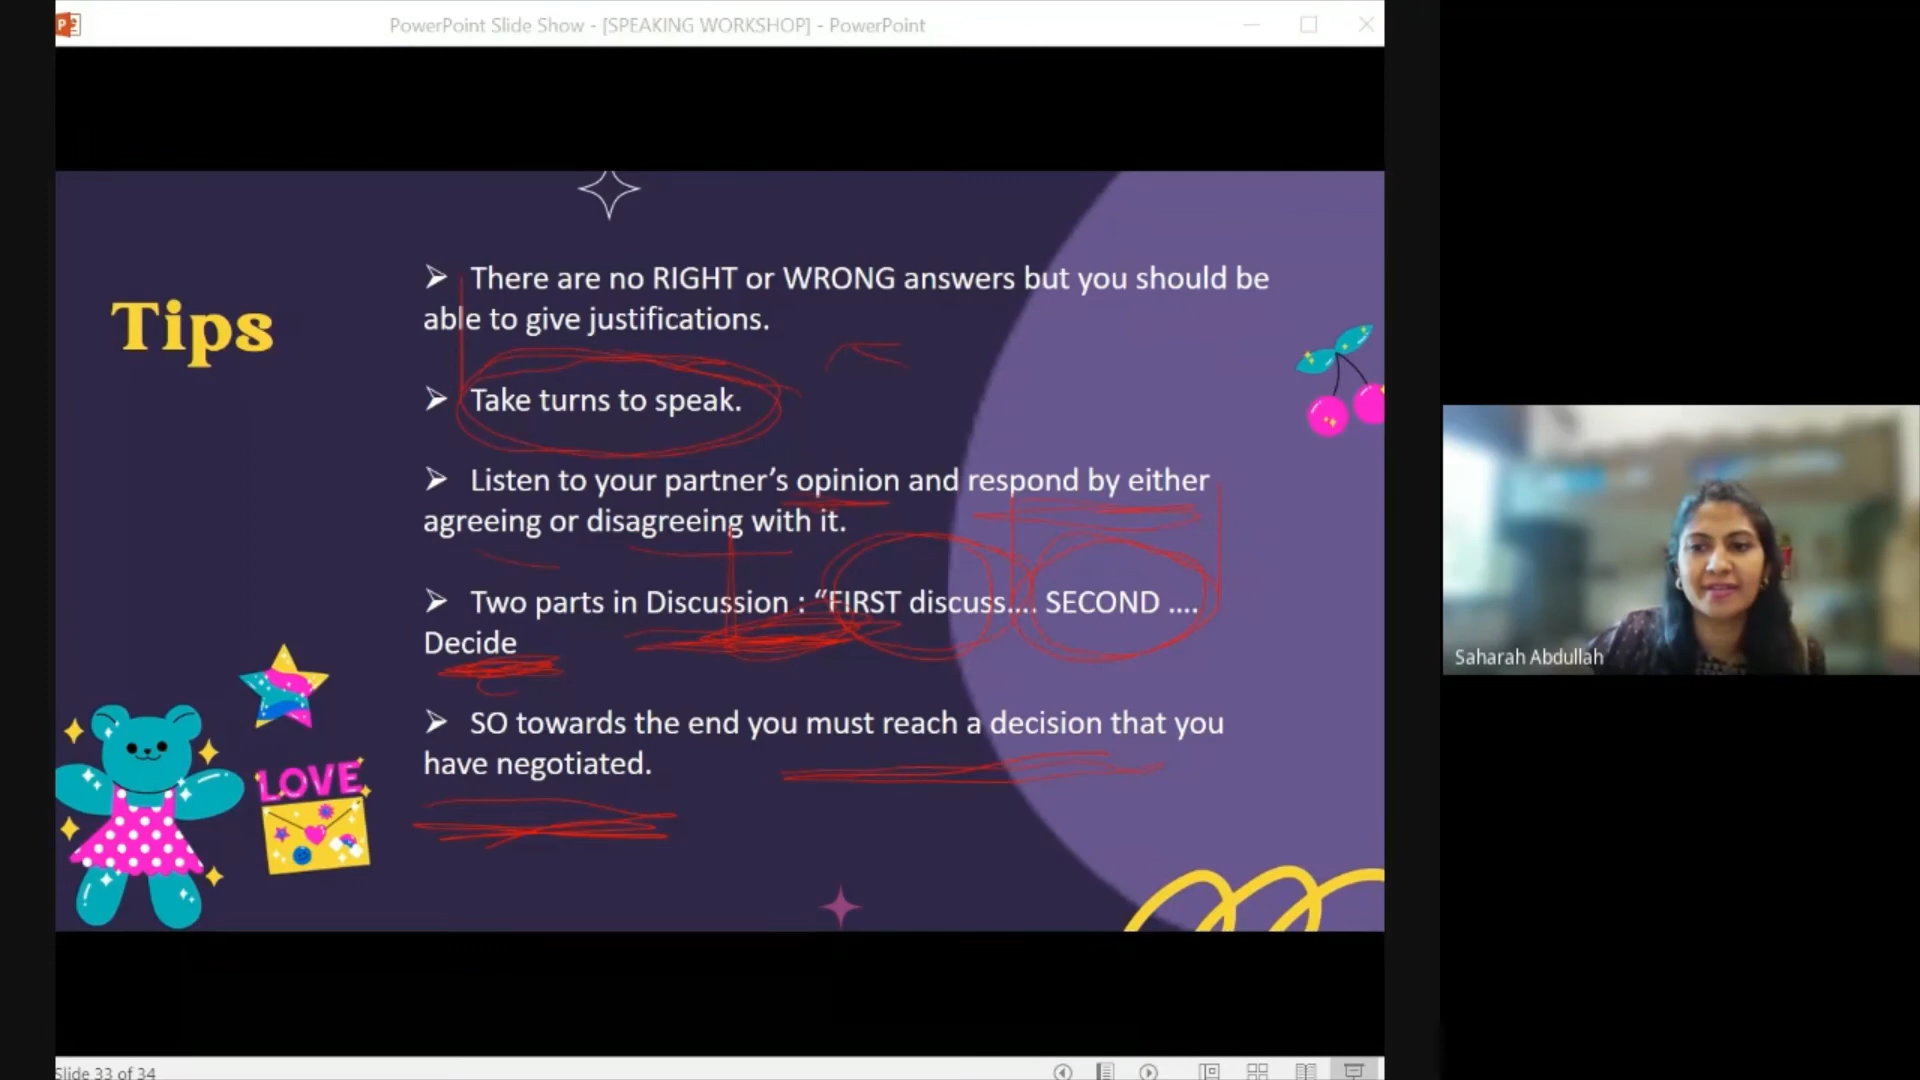 PowerPoint Slide Show - [SPEAKING WORKSHOP] - PowerPoint
Tips
➢ There are no RIGHT or WRONG answers but you should be
able to give justifications.
➢ Take turns to speak.
➢ Listen to your partner’s opinion and respond by either
agreeing or disagreeing with it.
➢ Two parts in Discussion : “FIRST discuss.... SECOND ....
Decide
➢ SO towards the end you must reach a decision that you
have negotiated.
LOVE
Saharah Abdullah
Slide 33 of 34